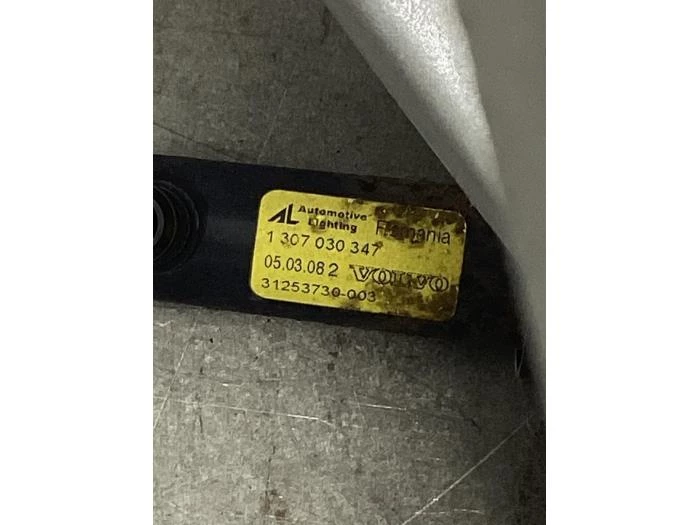 AL Automotive Lighting Romania
1 307 030 347
05.03.08 2 VOLVO
31253730-003